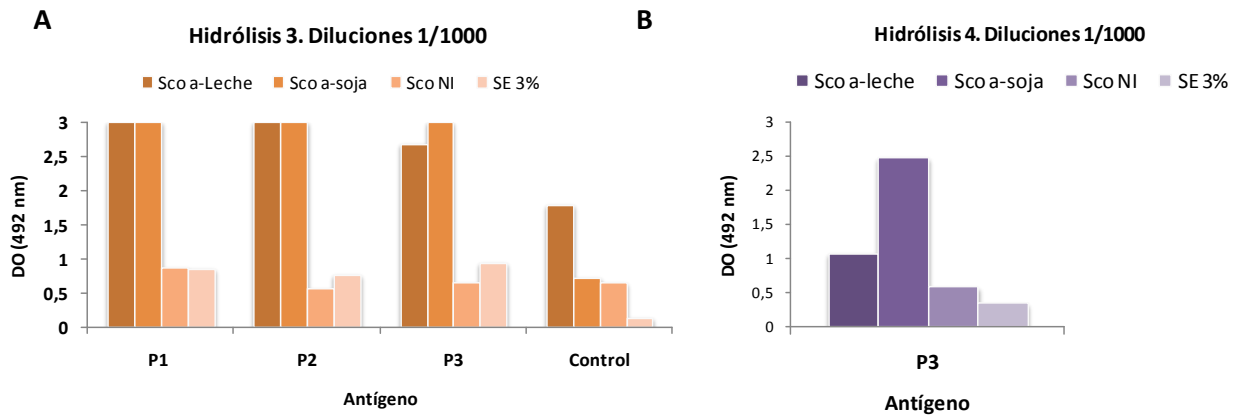 A
Hidrólisis 3. Diluciones 1/1000
Sco a-Leche Sco a-soja Sco NI SE 3%
DO (492 nm)
3
2,5
2
1,5
1
0,5
0
P1 P2 P3 Control
Antígeno
B
Hidrólisis 4. Diluciones 1/1000
Sco a-leche Sco a-soja Sco NI SE 3%
DO (492 nm)
3
2,5
2
1,5
1
0,5
0
P3
Antígeno